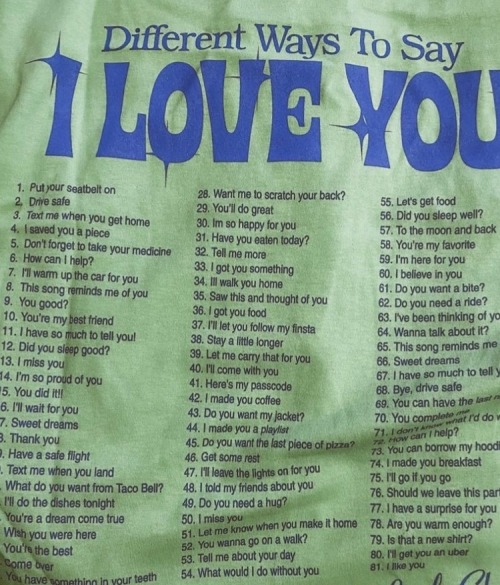 Different Ways To Say
I LOVE YOU
1. Put your seatbelt on
2. Drive safe
3. Text me when you get home
4. I saved you a piece
5. Don't forget to take your medicine
6. How can I help?
7. I'll warm up the car for you
8. This song reminds me of you
9. You good?
10. You're my best friend
11. I have so much to tell you!
12. Did you sleep good?
13. I miss you
14. I'm so proud of you
15. You did it!!
6. I'll wait for you
7. Sweet dreams
8. Thank you
9. Have a safe flight
. Text me when you land
. What do you want from Taco Bell?
I'll do the dishes tonight
You're a dream come true
Wish you were here
You're the best
Come over
You have something in your teeth
28. Want me to scratch your back?
29. You'll do great
30. Im so happy for you
31. Have you eaten today?
32. Tell me more
33. I got you something
34. Ill walk you home
35. Saw this and thought of you
36. I got you food
37. I'll let you follow my finsta
38. Stay a little longer
39. Let me carry that for you
40. I'll come with you
41. Here's my passcode
42. I made you coffee
43. Do you want my jacket?
44. I made you a playlist
45. Do you want the last piece of pizza?
46. Get some rest
47. I'll leave the lights on for you
48. I told my friends about you
49. Do you need a hug?
50. I miss you
51. Let me know when you make it home
52. You wanna go on a walk?
53. Tell me about your day
54. What would I do without you
55. Let's get food
56. Did you sleep well?
57. To the moon and back
58. You're my favorite
59. I'm here for you
60. I believe in you
61. Do you want a bite?
62. Do you need a ride?
63. I've been thinking of yo
64. Wanna talk about it?
65. This song reminds me
66. Sweet dreams
67. I have so much to tell y
68. Bye, drive safe
69. You can have the last
70. You complete me
71. I don't know what I'd do w
72. How can I help?
73. You can borrow my hoodi
74. I made you breakfast
75. I'll go if you go
76. Should we leave this par
77. I have a surprise for you
78. Are you warm enough?
79. Is that a new shirt?
80. I'll get you an uber
81. I like you